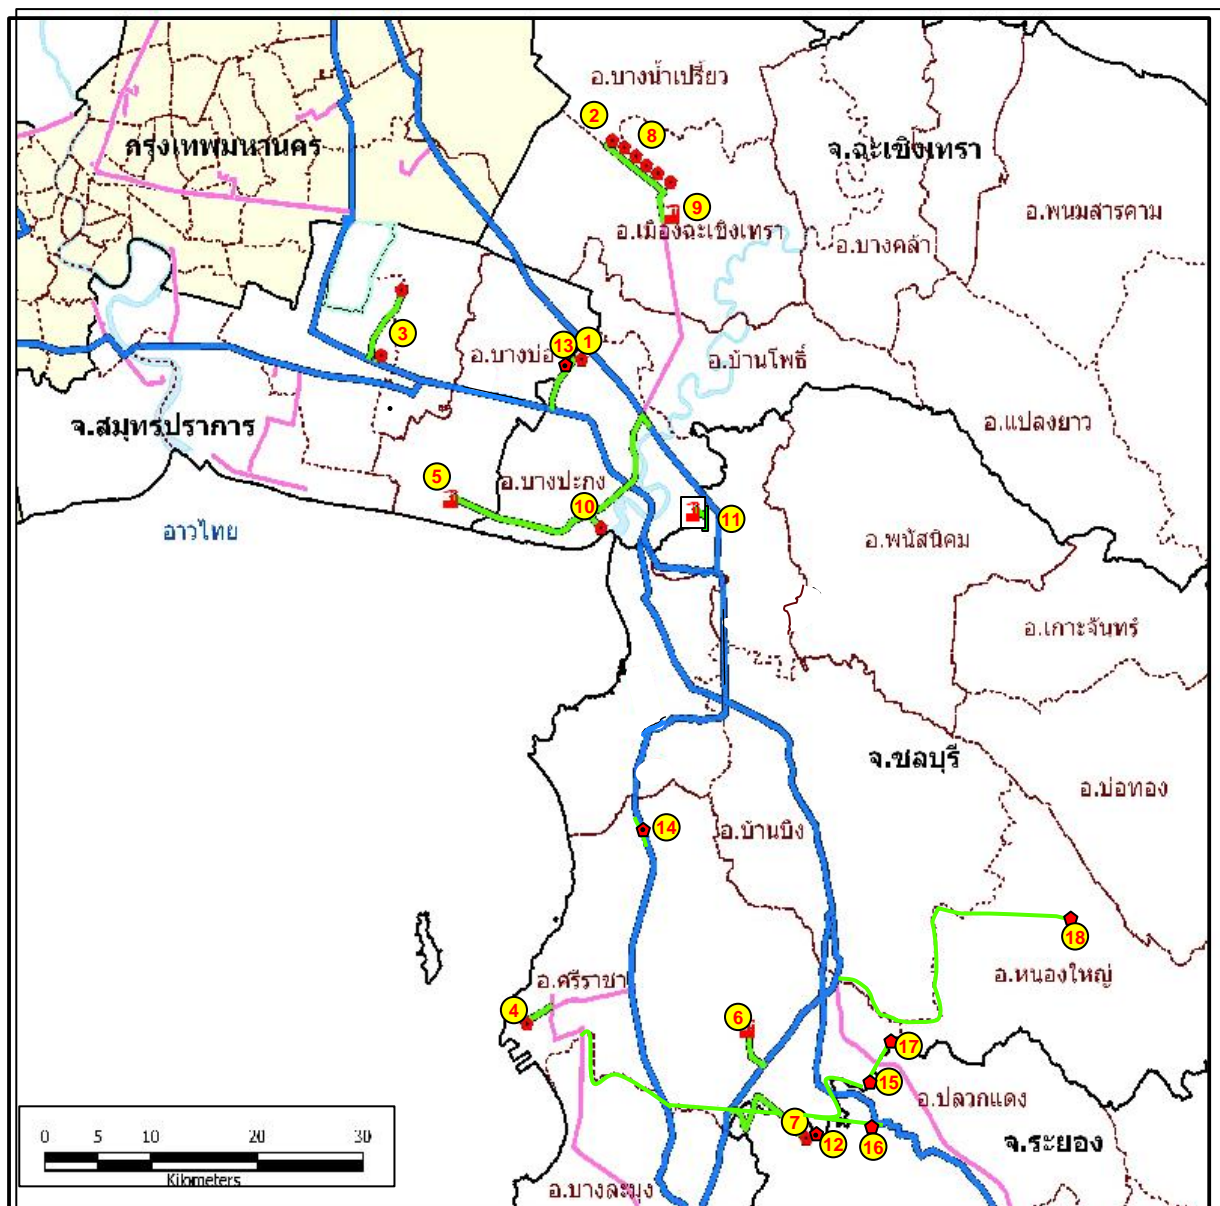 อ.บางน้ำเปรี้ยว
2
8
กรุงเทพมหานคร
จ.ฉะเชิงเทรา
9
อ.พนมสารคาม
อ.เมืองฉะเชิงเทรา
อ.บางคล้า
3
13
1
อ.บางบ่อ
อ.บ้านโพธิ์
จ.สมุทรปราการ
อ.แปลงยาว
5
อ.บางปะกง
10
11
อ่าวไทย
อ.พนัสนิคม
อ.เกาะจันทร์
จ.ชลบุรี
อ.บ่อทอง
14
อ.บ้านบึง
18
อ.ศรีราชา
อ.หนองใหญ่
4
6
17
15
อ.ปลวกแดง
7
12
16
จ.ระยอง
0 5 10 20 30
Kilometers
อ.บางละมุง